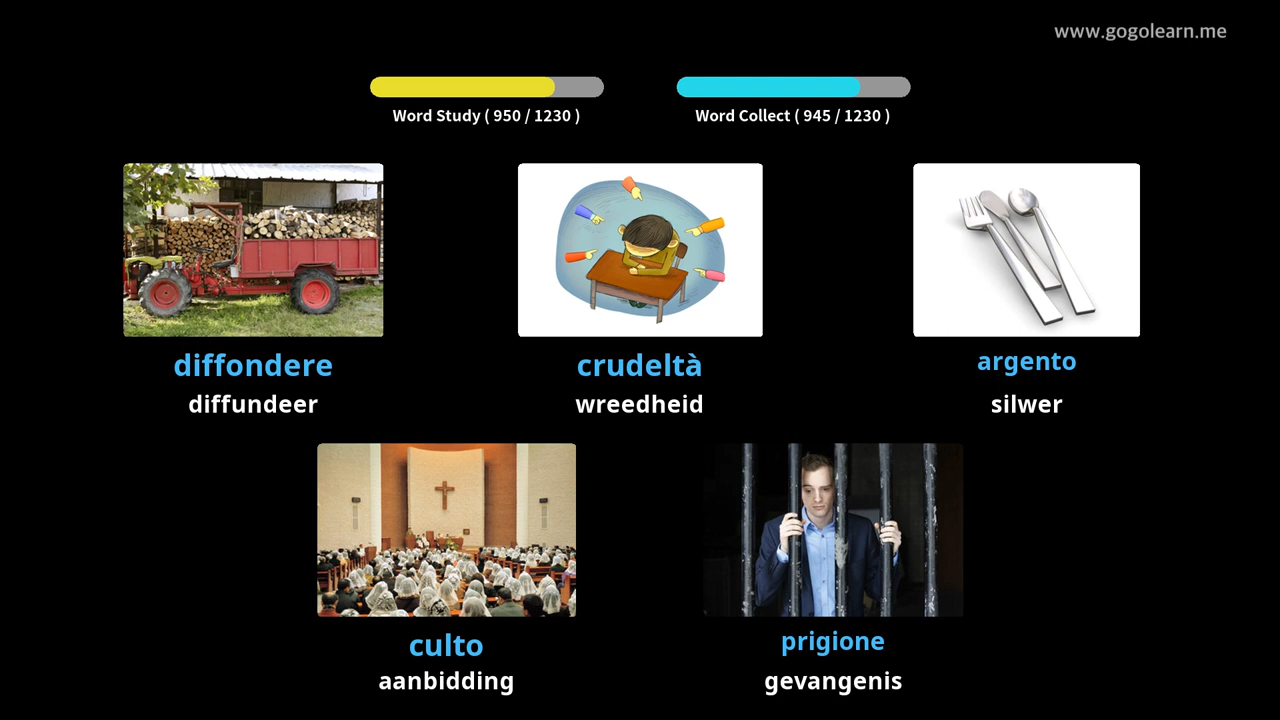 www.gogolearn.me
Word Study ( 950 / 1230 )
Word Collect ( 945 / 1230 )
diffondere
diffundeer
crudeltà
wreedheid
argento
silwer
culto
aanbidding
prigione
gevangenis